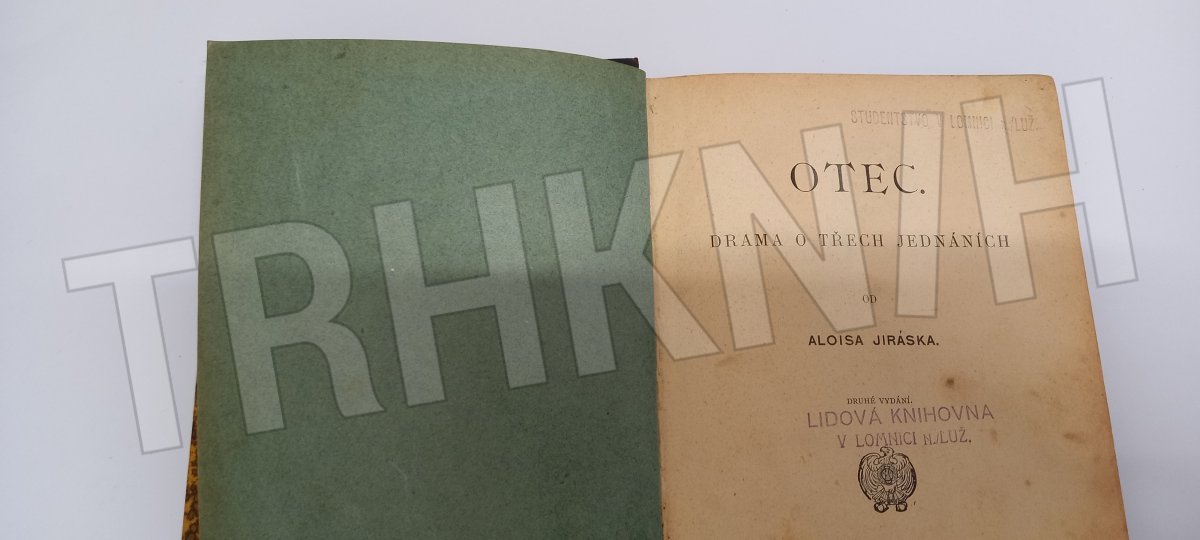 STUDENTSTVO V LOMNICI N./LUŽ.
OTEC.
DRAMA O TŘECH JEDNÁNÍCH
OD
ALOISA JIRÁSKA.
DRUHÉ VYDÁNÍ.
LIDOVÁ KNIHOVNA
V LOMNICI N./LUŽ.
TRHKNIH